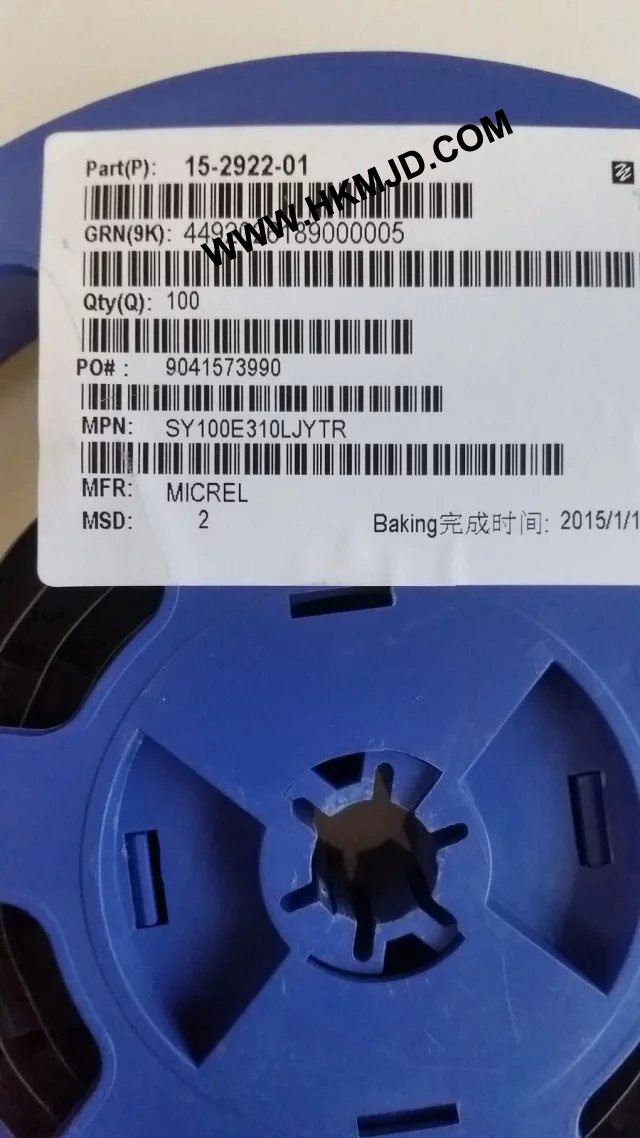 Part(P): 15-2922-01
GRN(9K):
Qty(Q): 100
PO# : 9041573990
MPN: SY100E310LJYTR
MFR: MICREL
MSD: 2 Baking完成时间: 2015/1/1
WWW.HKMJD.COM